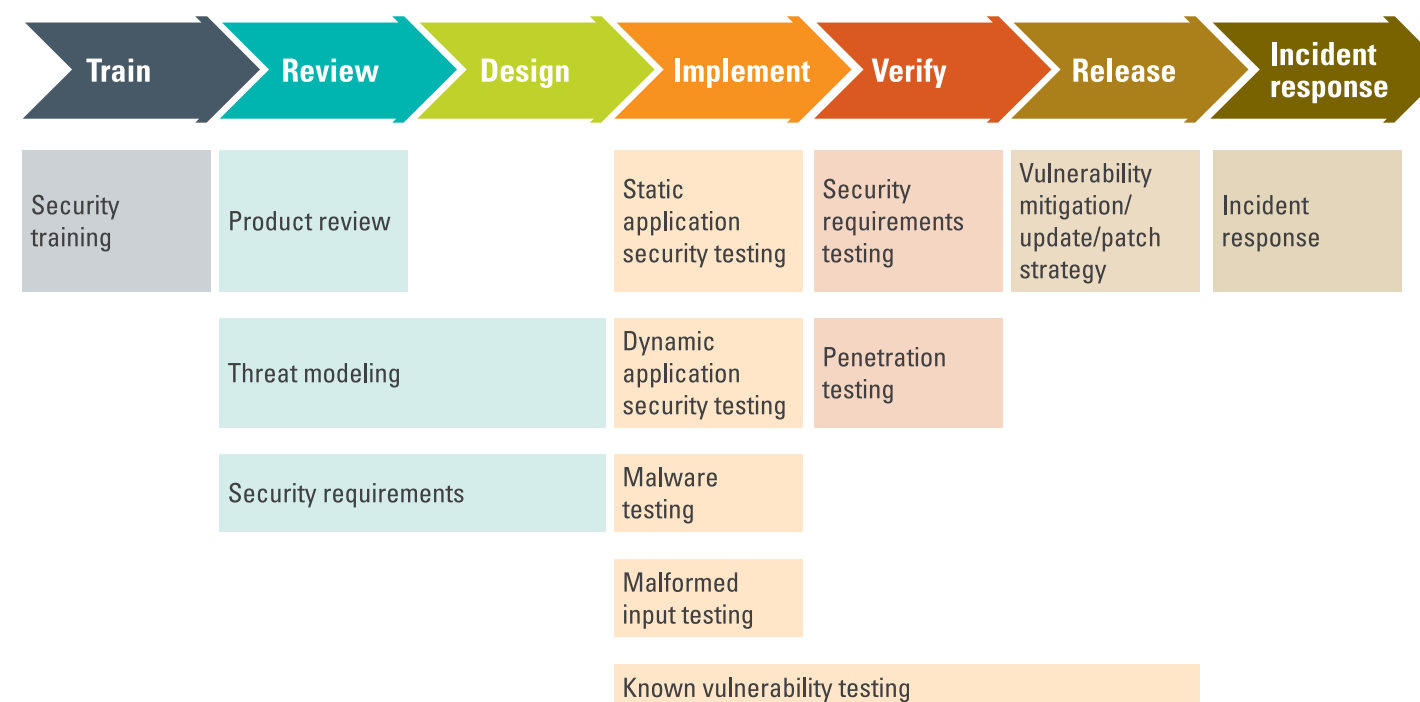 Train
Review
Design
Implement
Verify
Release
Incident
response
Security
training
Product review
Static
application
security testing
Security
requirements
testing
Vulnerability
mitigation/
update/patch
strategy
Incident
response
Threat modeling
Dynamic
application
security testing
Penetration
testing
Security requirements
Malware
testing
Malformed
input testing
Known vulnerability testing